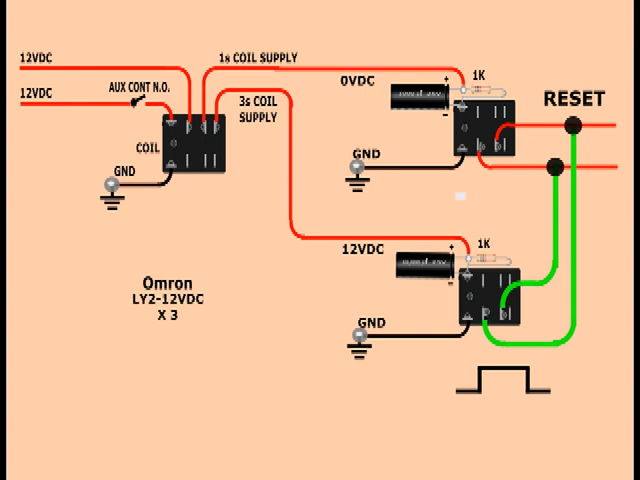 12VDC
1s COIL SUPPLY
1K
0VDC
12VDC
AUX CONT N.O.
3s COIL
SUPPLY
RESET
COIL
GND
GND
12VDC
1K
Omron
LY2-12VDC
X 3
GND